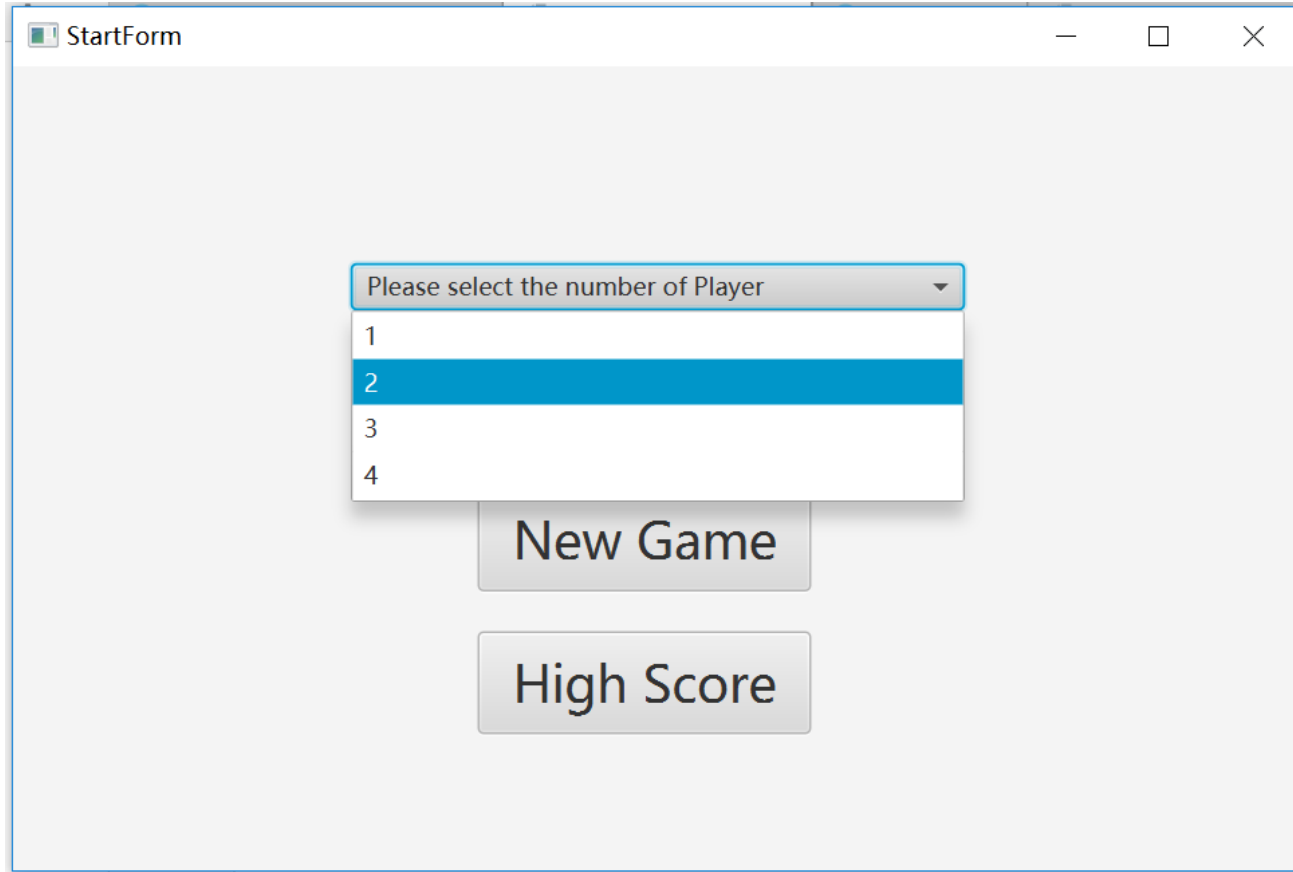 StartForm
Please select the number of Player
1
2
3
4
New Game
High Score